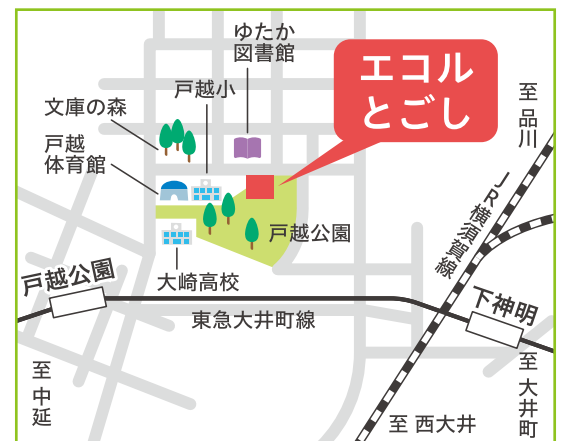 ゆたか
図書館
エコル
とごし
戸越小
文庫の森
戸越
体育館
至 品川
JR横須賀線
戸越公園
大崎高校
戸越公園
下神明
東急大井町線
至 中延
至 西大井
至 大井町